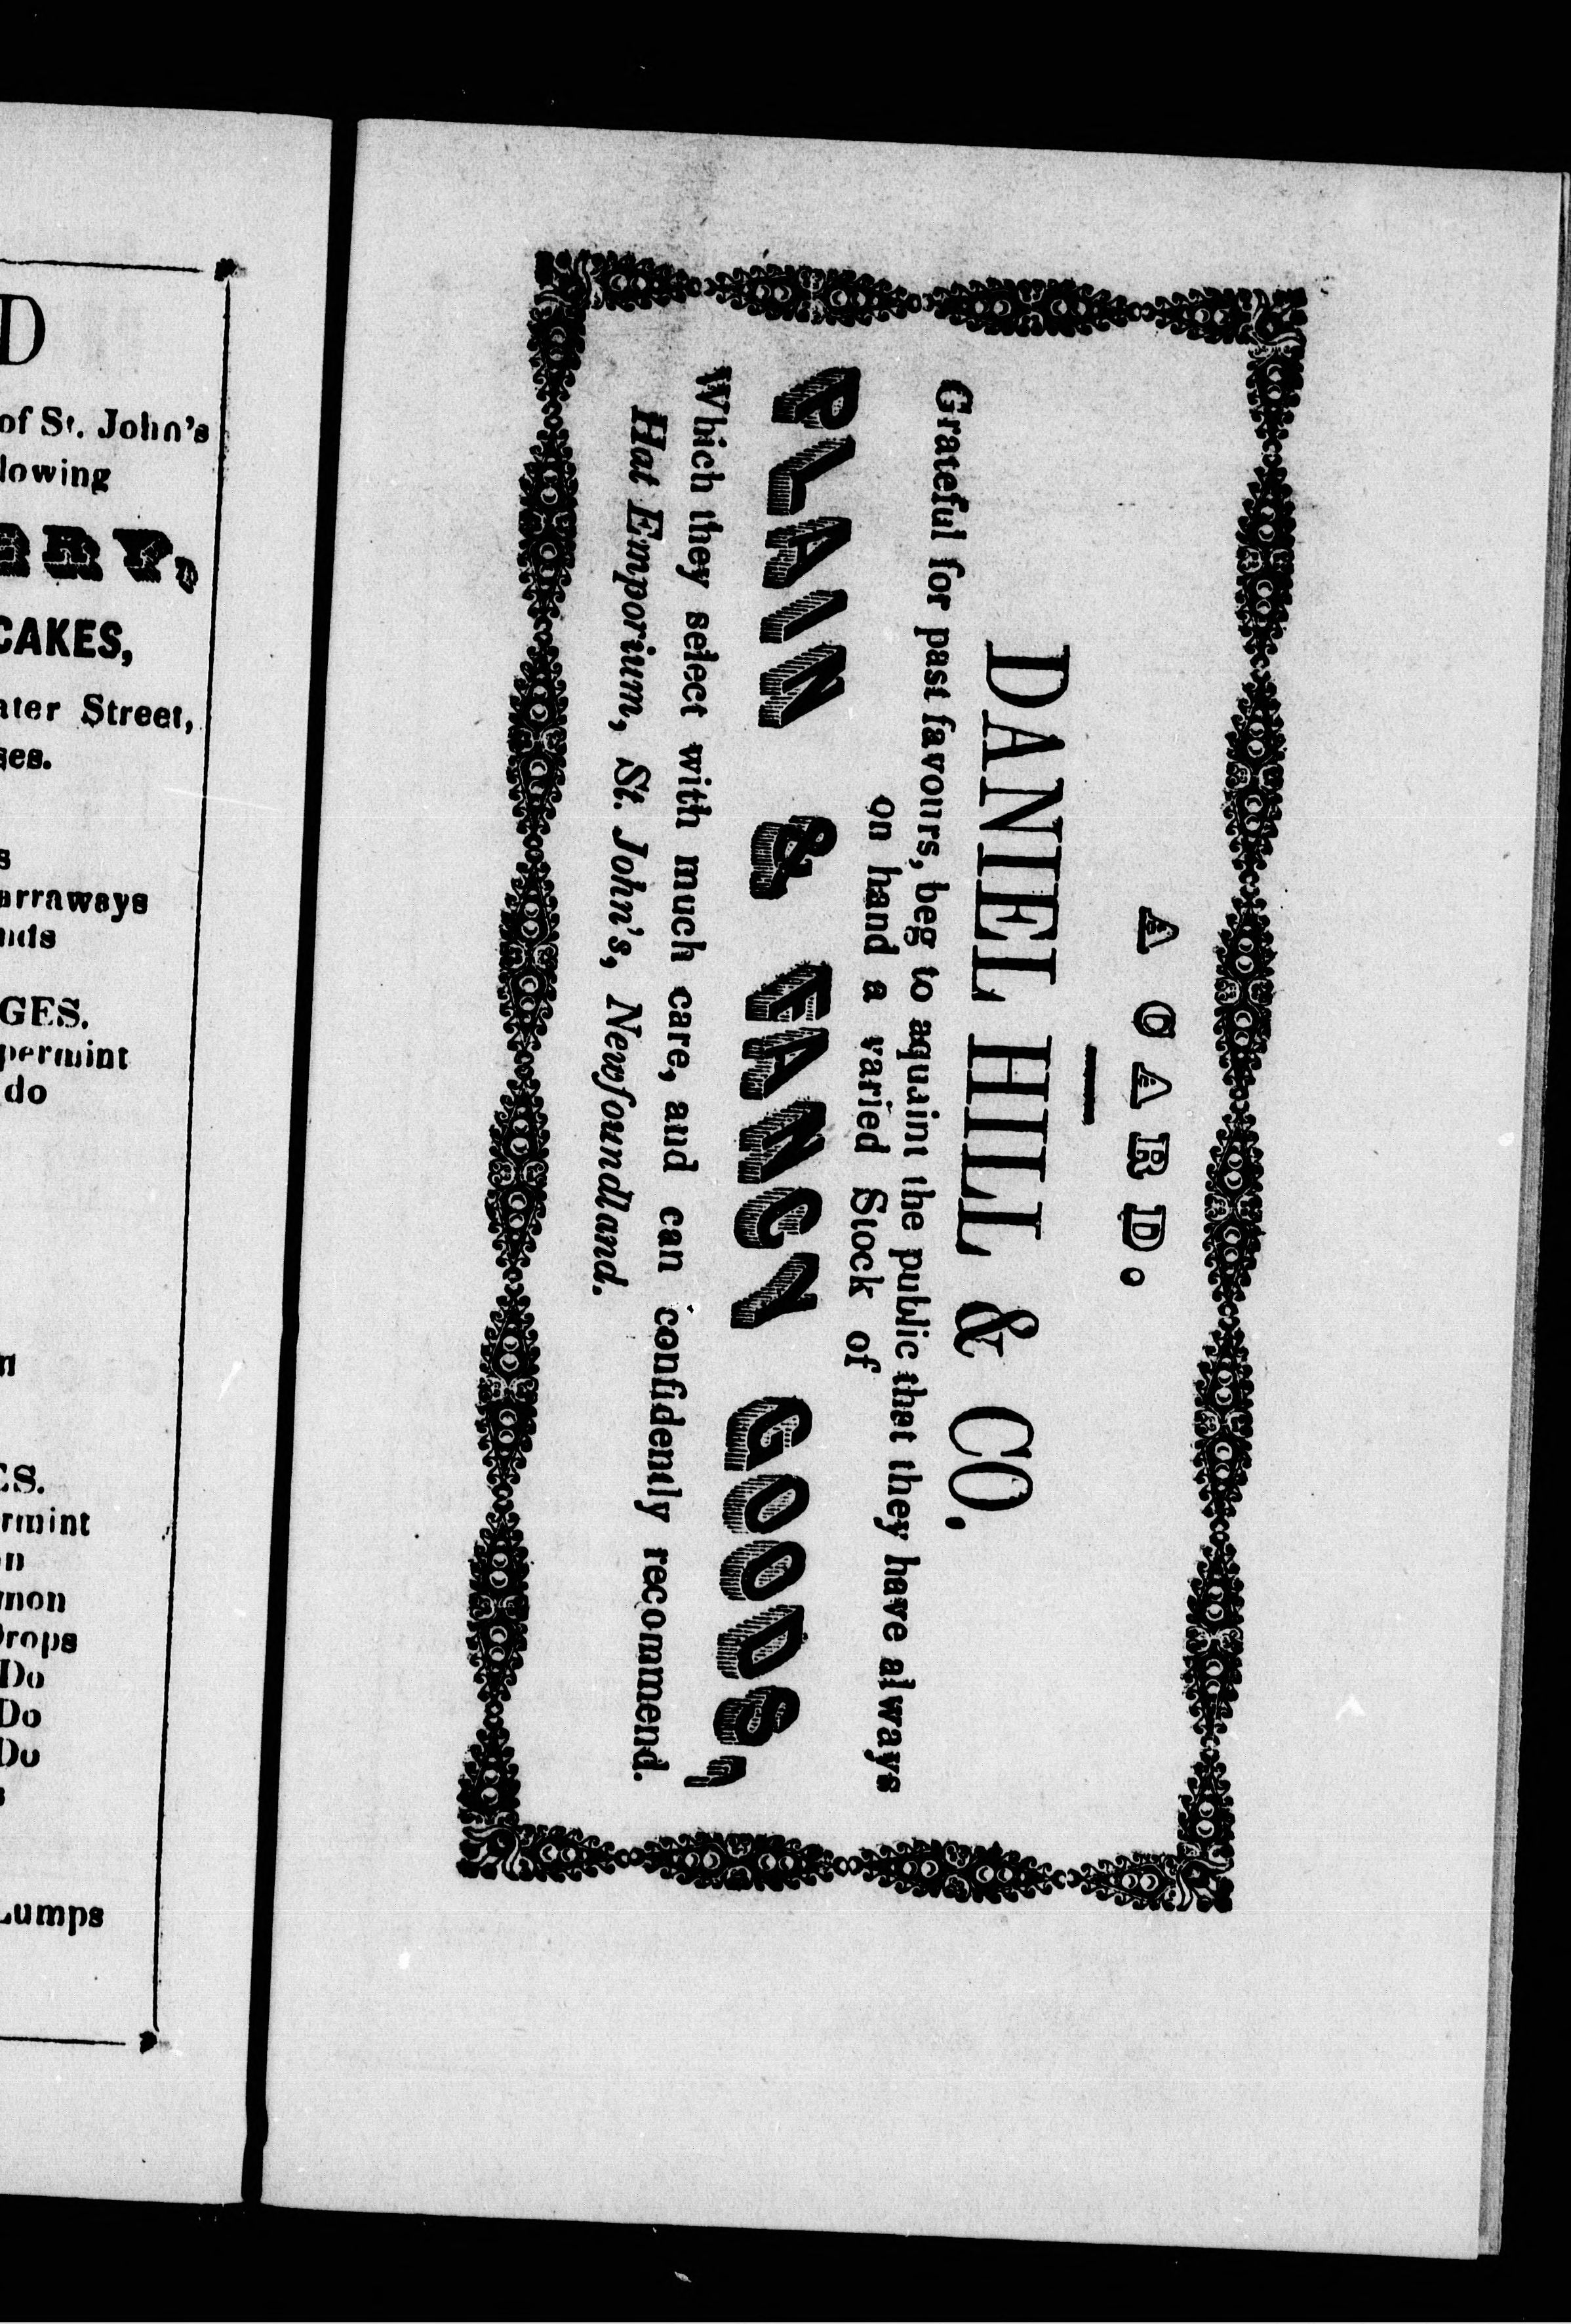 D
of St. John's
lowing
ERRY,
CAKES,
ater Street,
ses.
s
arraways
nds
GES.
permint
do
n
ES.
rmint
on
mon
Drops
Do
Do
Do
s
Lumps
A CARD.
DANIEL HILL & CO.
Grateful for past favours, beg to aquaint the public that they have always
on hand a varied Stock of
PLAIN & FANCY GOODS,
Which they select with much care, and can confidently recommend.
Hat Emporium, St. John's, Newfoundland.